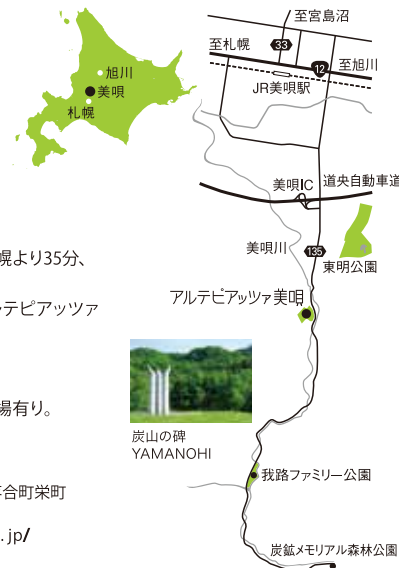 旭川
美唄
札幌
至宮島沼
至札幌
33
12
至旭川
JR美唄駅
美唄IC
道央自動車道
美唄川
135
東明公園
アルテピアッツァ美唄
幌より35分、
テピアッツァ
場有り。
炭山の碑
YAMANOHI
合町栄町
.jp/
我路ファミリー公園
炭鉱メモリアル森林公園